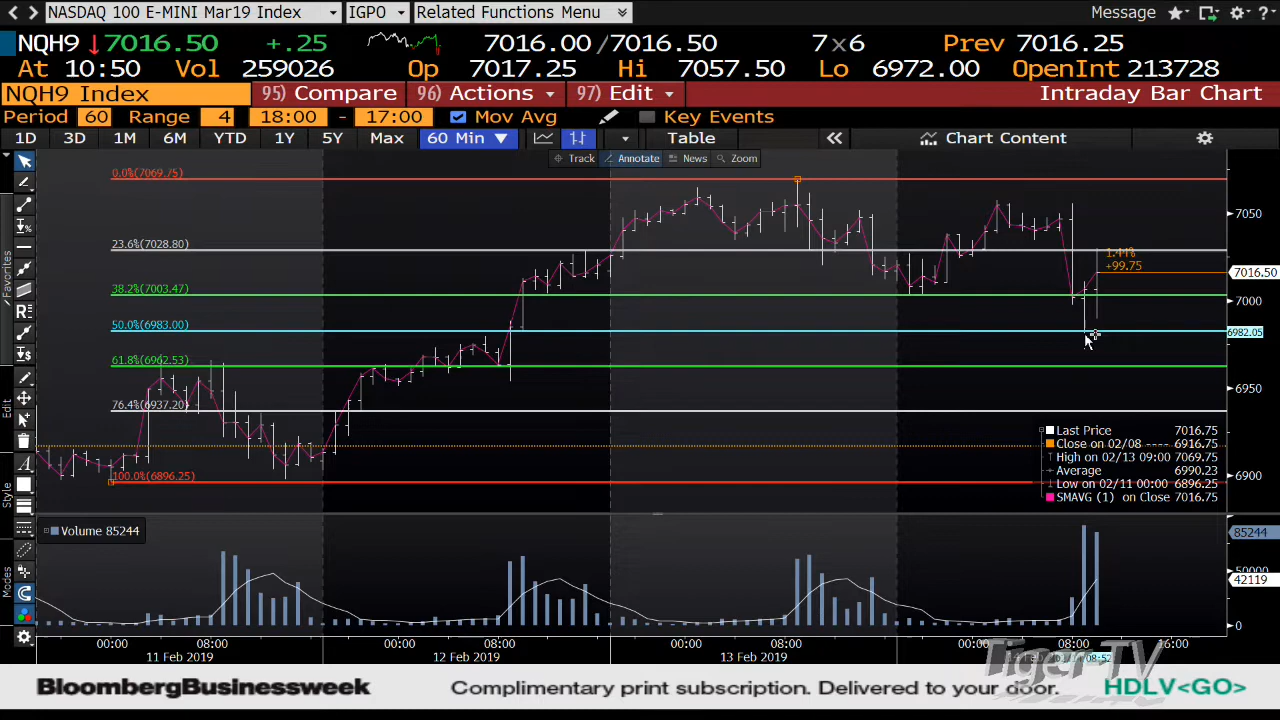 NASDAQ 100 E-MINI Mar19 Index IGPO Related Functions Menu Message
NQH9 7016.50 +.25 7016.00/7016.50 7x6 Prev 7016.25
At 10:50 Vol 259026 Op 7017.25 Hi 7057.50 Lo 6972.00 OpenInt 213728
NQH9 Index 95) Compare 96) Actions 97) Edit Intraday Bar Chart
Period 60 Range 4 18:00 - 17:00 Mov Avg Key Events
1D 3D 1M 6M YTD 1Y 5Y Max 60 Min Table Chart Content
Track Annotate News Zoom
0.0%(7069.75)
7050
23.6%(7028.80)
1.44%
+99.75
7016.50
38.2%(7003.47)
7000
50.0%(6983.00)
6982.05
61.8%(6962.53)
6950
76.4%(6937.20)
Last Price 7016.75
Close on 02/08 ---- 6916.75
High on 02/13 09:00 7069.75
Average 6990.23
Low on 02/11 00:00 6896.25
SMAVG (1) on Close 7016.75
100.0%(6896.25)
6900
Favorites
Edit
Style
Modes
Volume 85244
85244
50000
42119
0
00:00 08:00 00:00 08:00 00:00 08:00 00:00 08:00 16:00
11 Feb 2019 12 Feb 2019 13 Feb 2019 08:52
Tiger-TV
BloombergBusinessweek Complimentary print subscription. Delivered to your door. HDLV<GO>